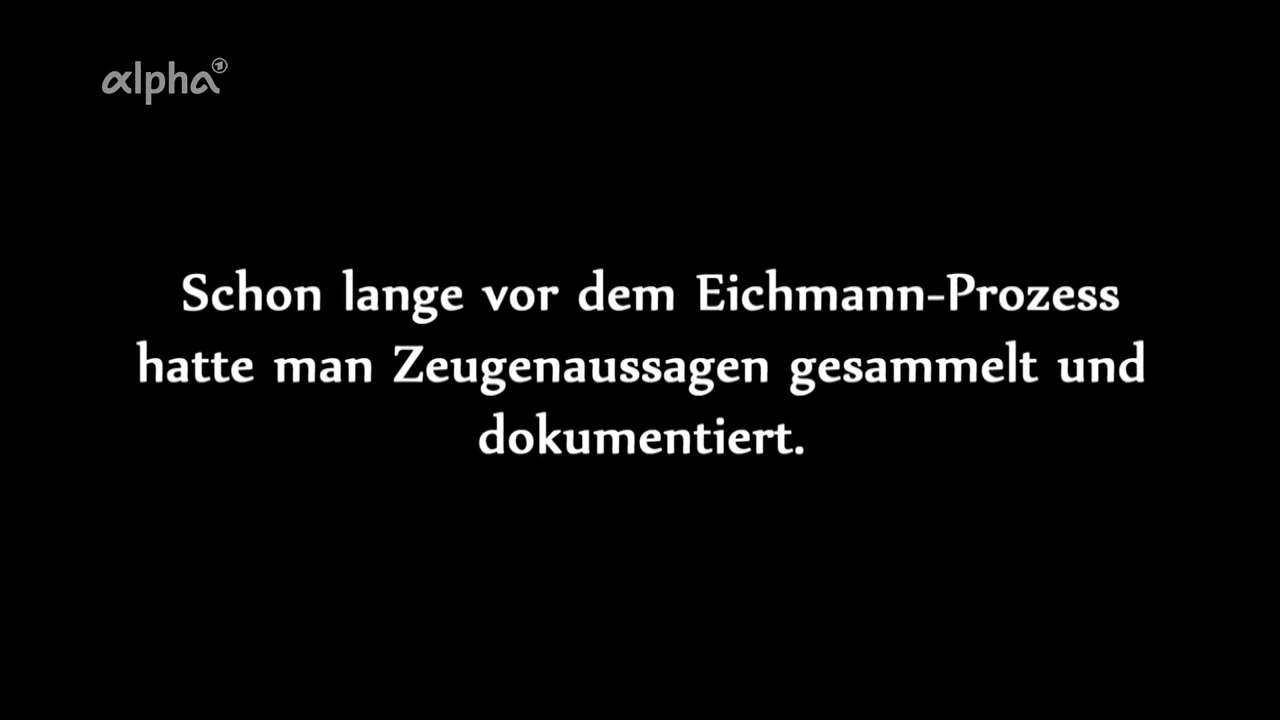 alpha
Schon lange vor dem Eichmann-Prozess
hatte man Zeugenaussagen gesammelt und
dokumentiert.